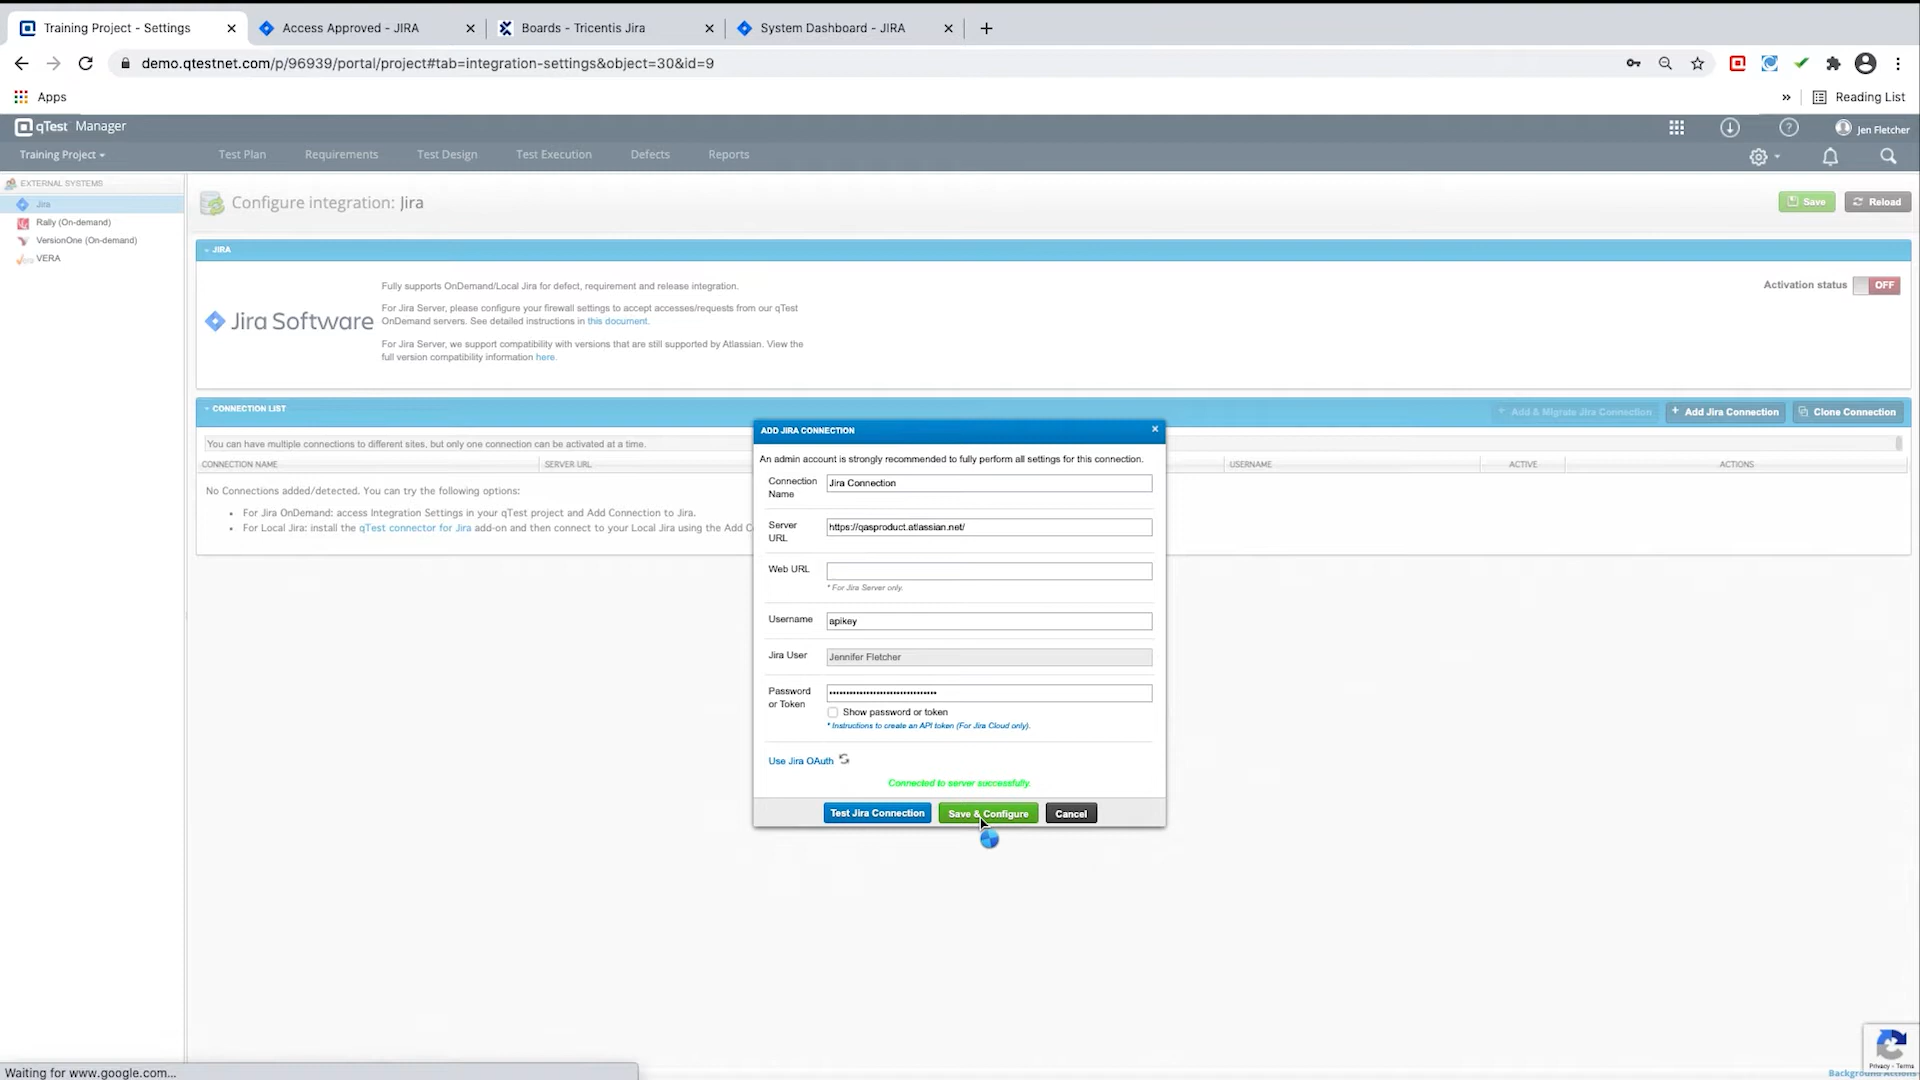 Training Project - Settings
Access Approved - JIRA
Boards - Tricentis Jira
System Dashboard - JIRA
demo.qtestnet.com/p/96939/portal/project#tab=integration-settings&object=30&id=9
Apps
» Reading List
qTest Manager
Jen Fletcher
Training Project
Test Plan
Requirements
Test Design
Test Execution
Defects
Reports
EXTERNAL SYSTEMS
Jira
Rally (On-demand)
VersionOne (On-demand)
VERA
Configure integration: Jira
Save
Reload
JIRA
Jira Software
Fully supports OnDemand/Local Jira for defect, requirement and release integration.
For Jira Server, please configure your firewall settings to accept accesses/requests from our qTest
OnDemand servers. See detailed instructions in this document.
For Jira Server, we support compatibility with versions that are still supported by Atlassian. View the
full version compatibility information here.
Activation status OFF
CONNECTION LIST
+ Add & Migrate Jira Connection
+ Add Jira Connection
Clone Connection
You can have multiple connections to different sites, but only one connection can be activated at a time.
CONNECTION NAME
SERVER URL
USERNAME
ACTIVE
ACTIONS
No Connections added/detected. You can try the following options:
• For Jira OnDemand: access Integration Settings in your qTest project and Add Connection to Jira.
• For Local Jira: install the qTest connector for Jira add-on and then connect to your Local Jira using the Add C
ADD JIRA CONNECTION
An admin account is strongly recommended to fully perform all settings for this connection.
Connection
Name
Jira Connection
Server
URL
https://qasproduct.atlassian.net/
Web URL
* For Jira Server only.
Username
apikey
Jira User
Jennifer Fletcher
Password
or Token
Show password or token
* Instructions to create an API token (For Jira Cloud only).
Use Jira OAuth
Connected to server successfully.
Test Jira Connection
Save & Configure
Cancel
Waiting for www.google.com...
Privacy - Terms
Background Actions